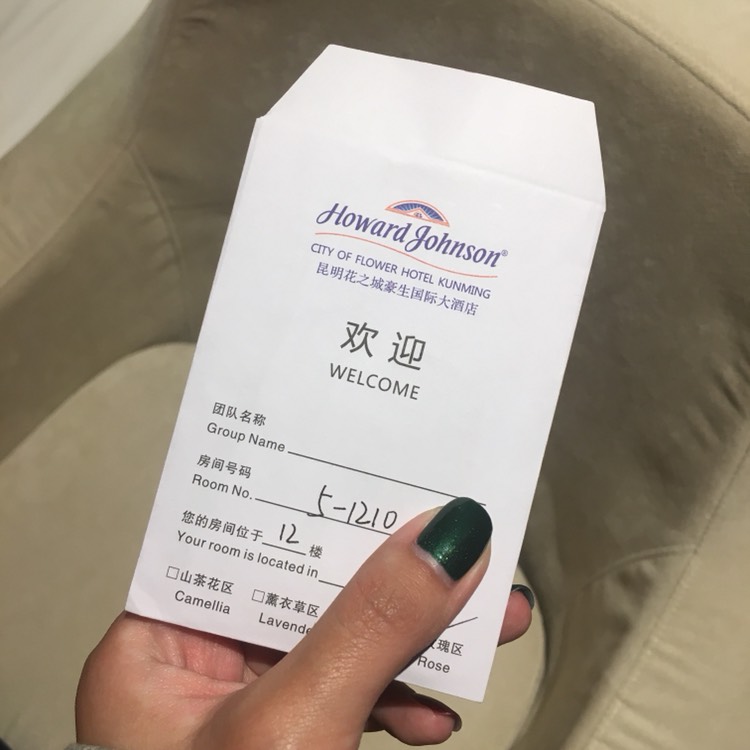 Howard Johnson®
CITY OF FLOWER HOTEL KUNMING
昆明花之城豪生国际大酒店
欢迎
WELCOME
团队名称
Group Name
房间号码
Room No. 5-1210
您的房间位于 12 楼
Your room is located in
□山茶花区 □薰衣草区 瑰区
Camellia Rose